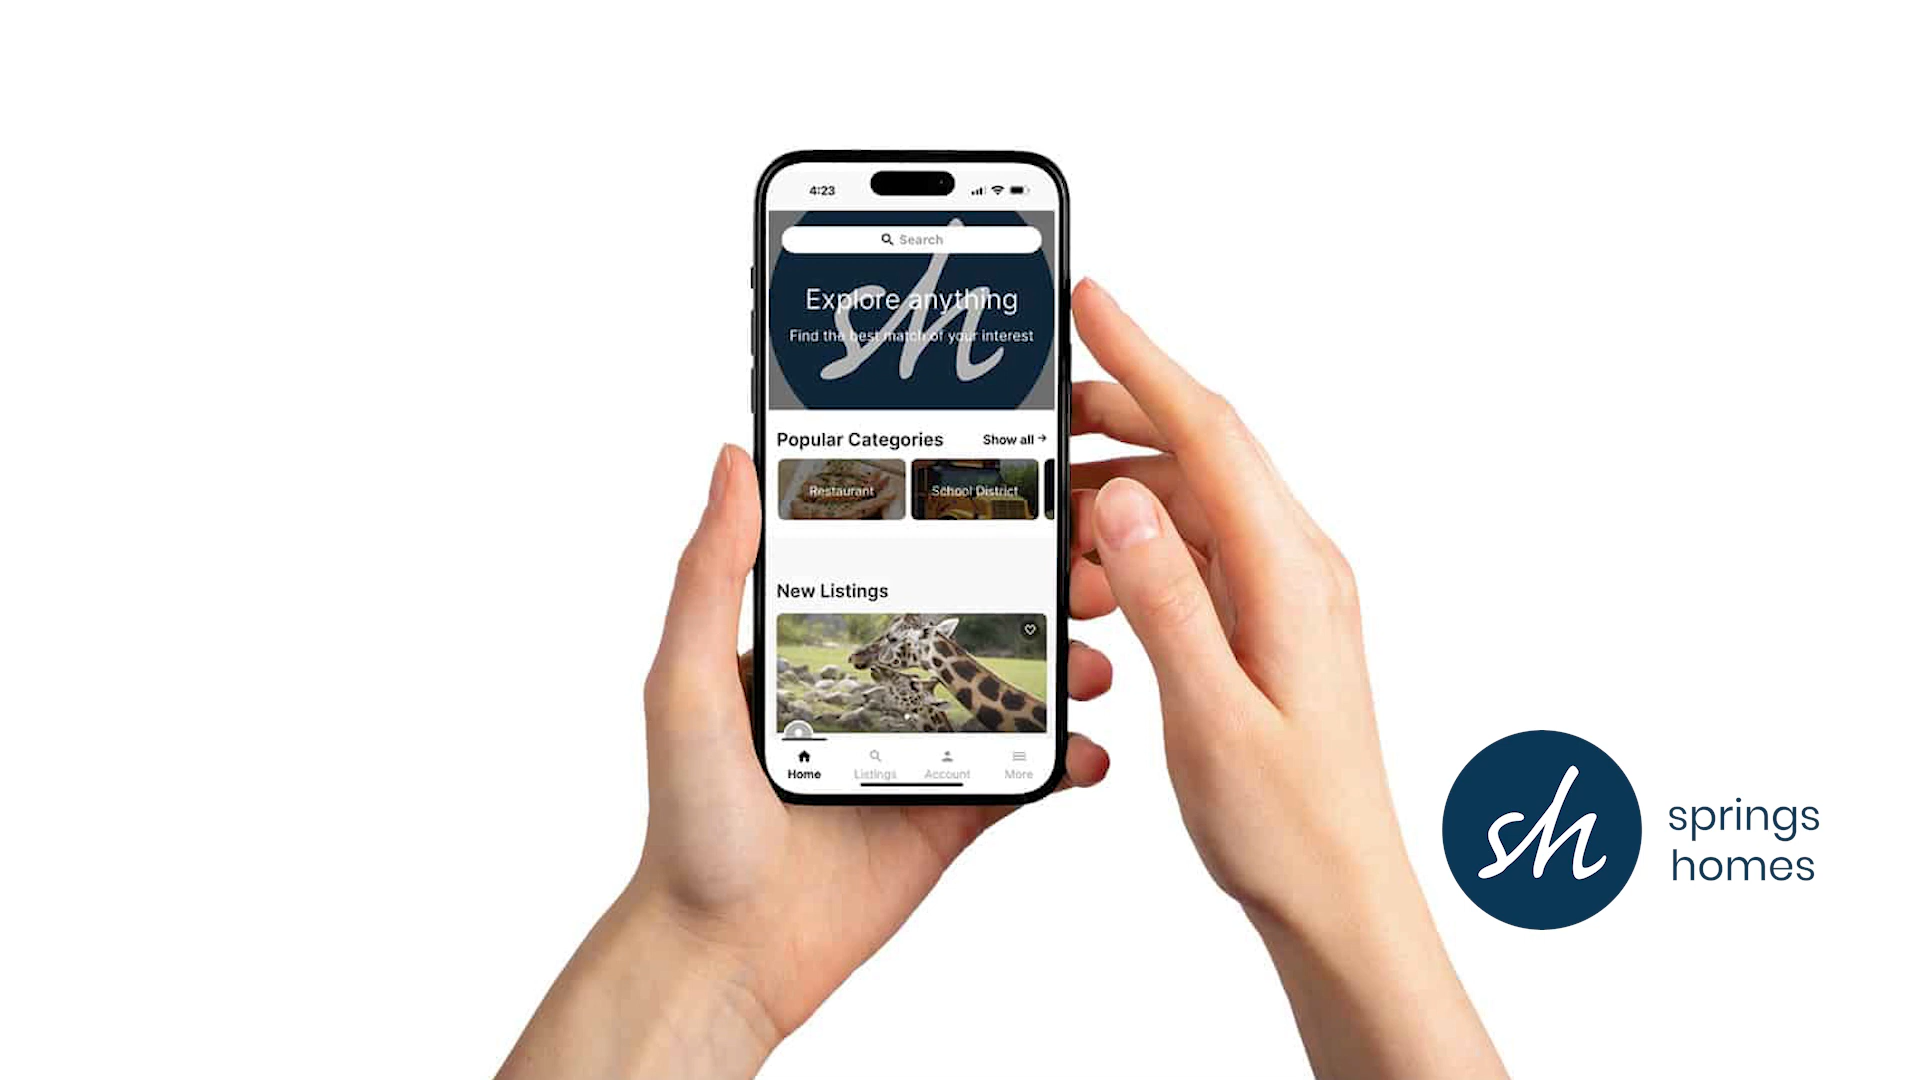 4:23
Search
sh
Explore anything
Find the best match of your interest
Popular Categories
Show all →
Restaurant
School District
New Listings
Home
Listings
Account
More
sh
springs
homes